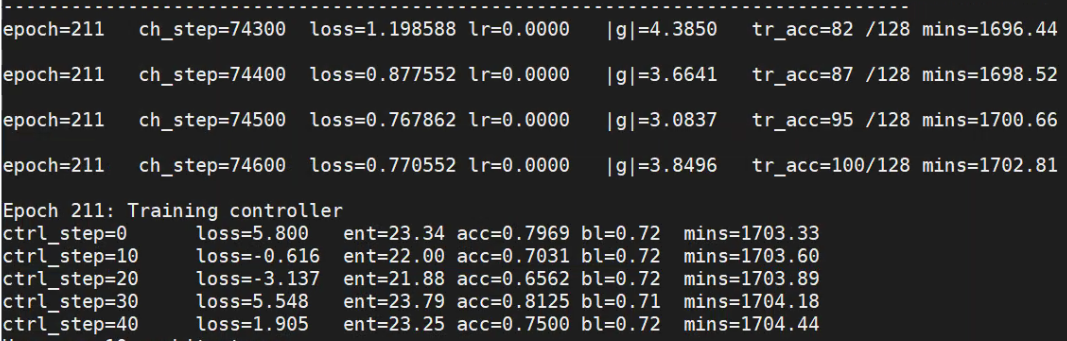 --------------------------------------------------------------------------------
epoch=211   ch_step=74300  loss=1.198588 lr=0.0000   |g|=4.3850   tr_acc=82 /128 mins=1696.44
epoch=211   ch_step=74400  loss=0.877552 lr=0.0000   |g|=3.6641   tr_acc=87 /128 mins=1698.52
epoch=211   ch_step=74500  loss=0.767862 lr=0.0000   |g|=3.0837   tr_acc=95 /128 mins=1700.66
epoch=211   ch_step=74600  loss=0.770552 lr=0.0000   |g|=3.8496   tr_acc=100/128 mins=1702.81
Epoch 211: Training controller
ctrl_step=0      loss=5.800   ent=23.34 acc=0.7969 bl=0.72  mins=1703.33
ctrl_step=10     loss=-0.616  ent=22.00 acc=0.7031 bl=0.72  mins=1703.60
ctrl_step=20     loss=-3.137  ent=21.88 acc=0.6562 bl=0.72  mins=1703.89
ctrl_step=30     loss=5.548   ent=23.79 acc=0.8125 bl=0.71  mins=1704.18
ctrl_step=40     loss=1.905   ent=23.25 acc=0.7500 bl=0.72  mins=1704.44